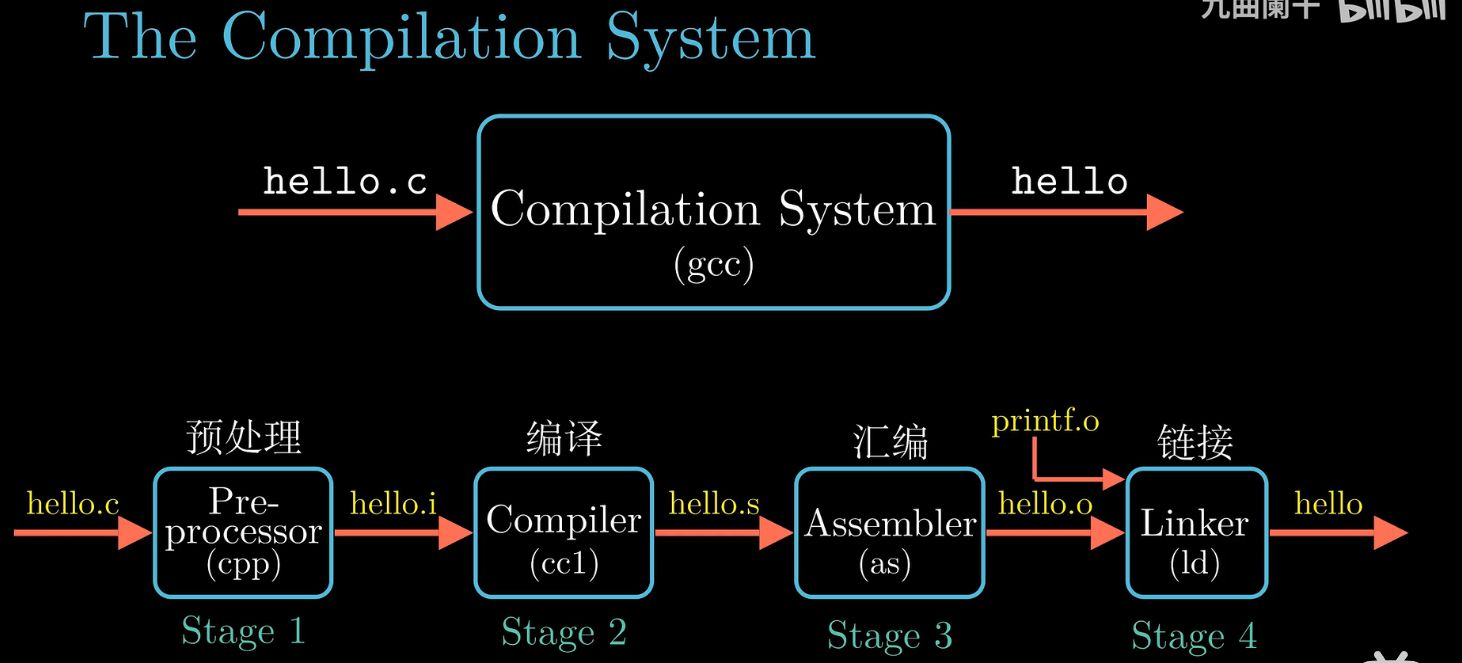 The Compilation System
九曲阑干 bilibili
hello.c
Compilation System
(gcc)
hello
预处理
编译
汇编
printf.o
链接
hello.c
Pre-
processor
(cpp)
hello.i
Compiler
(cc1)
hello.s
Assembler
(as)
hello.o
Linker
(ld)
hello
Stage 1
Stage 2
Stage 3
Stage 4